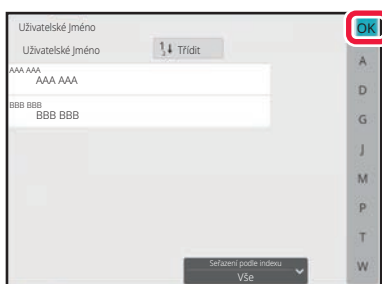 Uživatelské Jméno
OK
Uživatelské Jméno
Třídit
AAA AAA
AAA AAA
BBB BBB
BBB BBB
A
D
G
J
M
P
T
W
Seřazení podle indexu
Vše